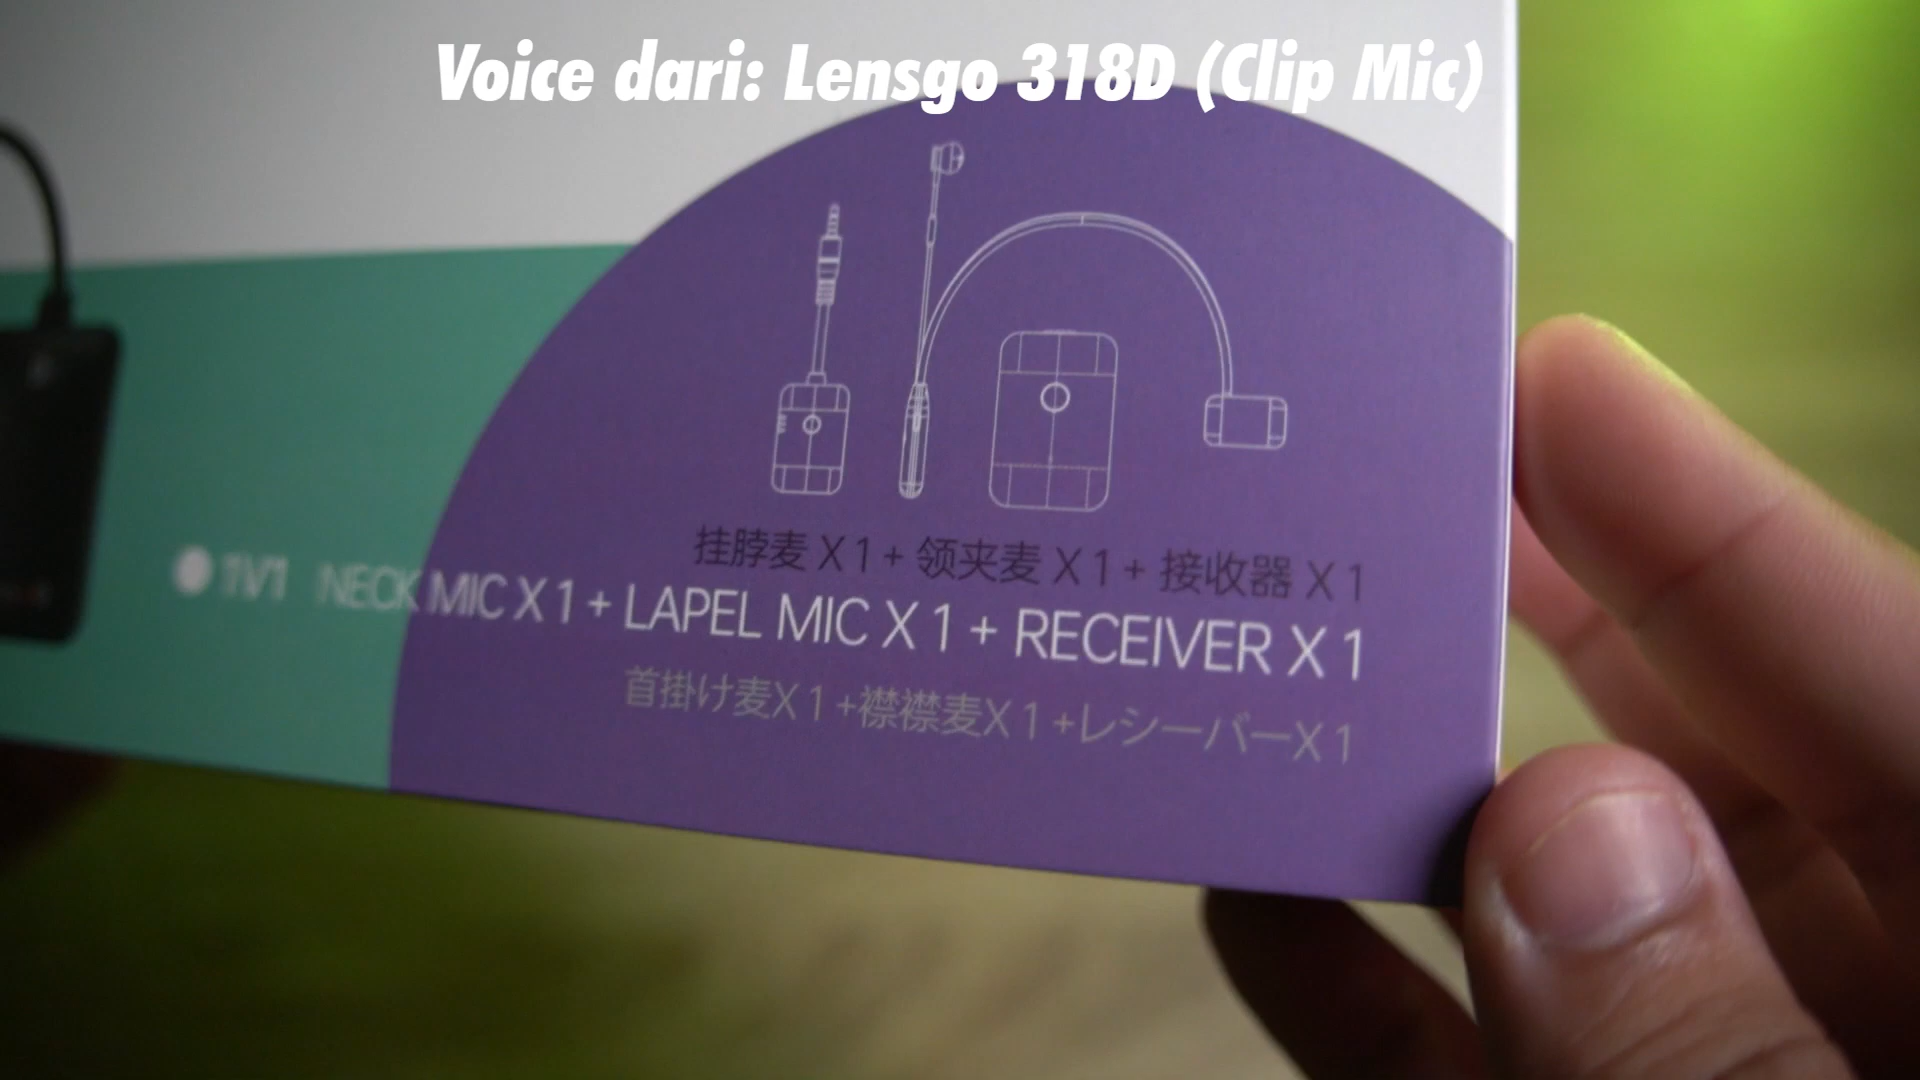 Voice dari: Lensgo 318D (Clip Mic)
挂脖麦 X 1 + 领夹麦 X 1 + 接收器 X 1
1V1 NECK MIC X 1 + LAPEL MIC X 1 + RECEIVER X 1
首掛け麦X 1 +襟襟麦X 1 +レシーバーX 1